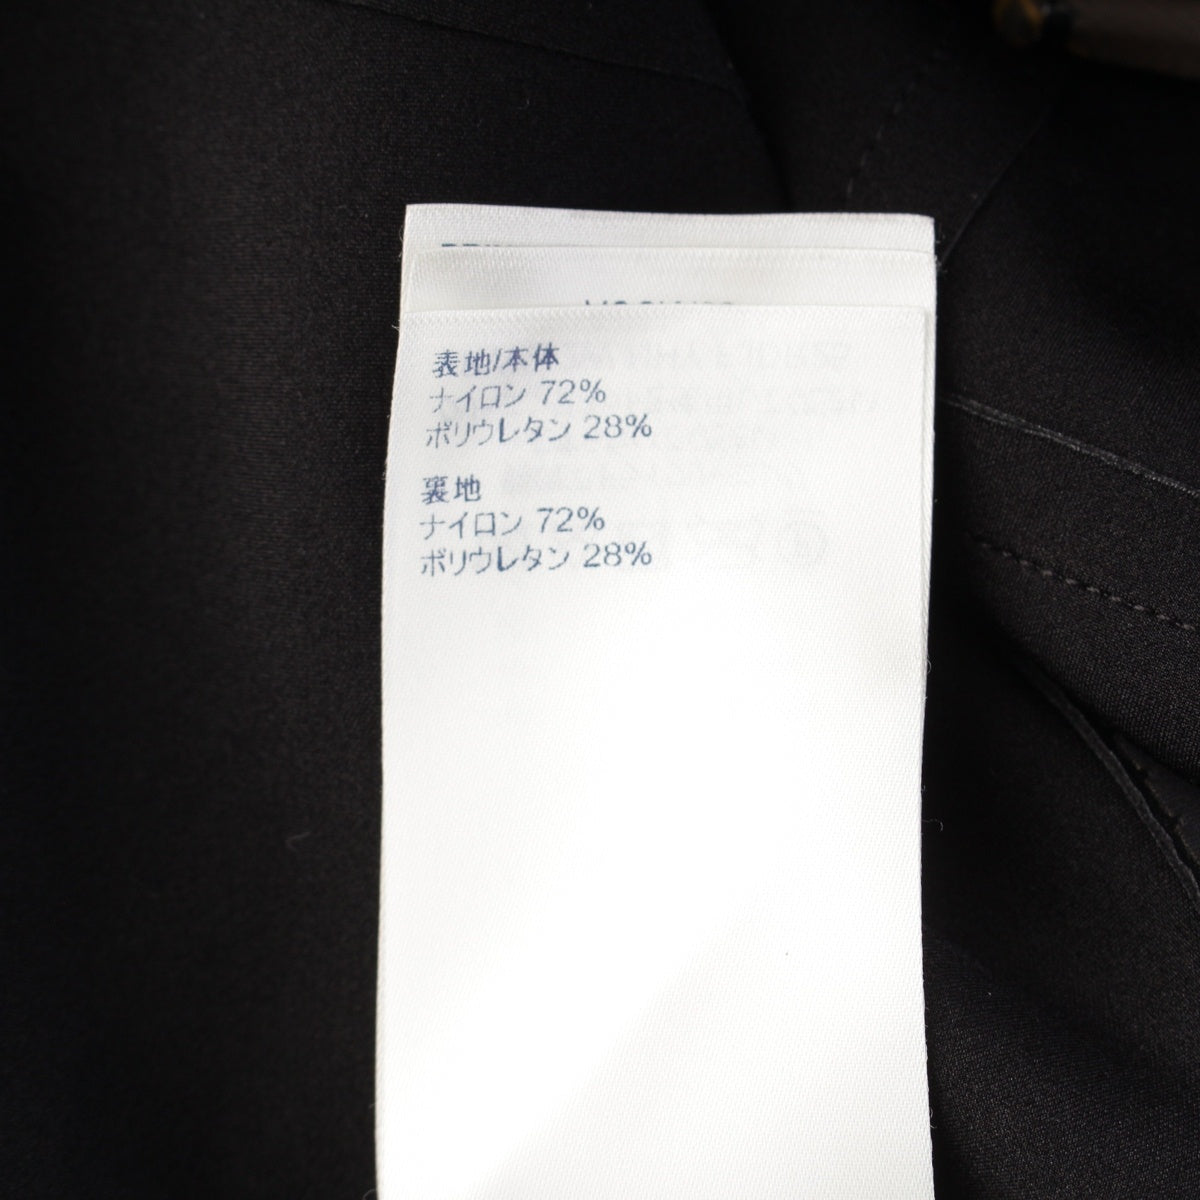 表地/本体
ナイロン 72%
ポリウレタン 28%
裏地
ナイロン 72%
ポリウレタン 28%